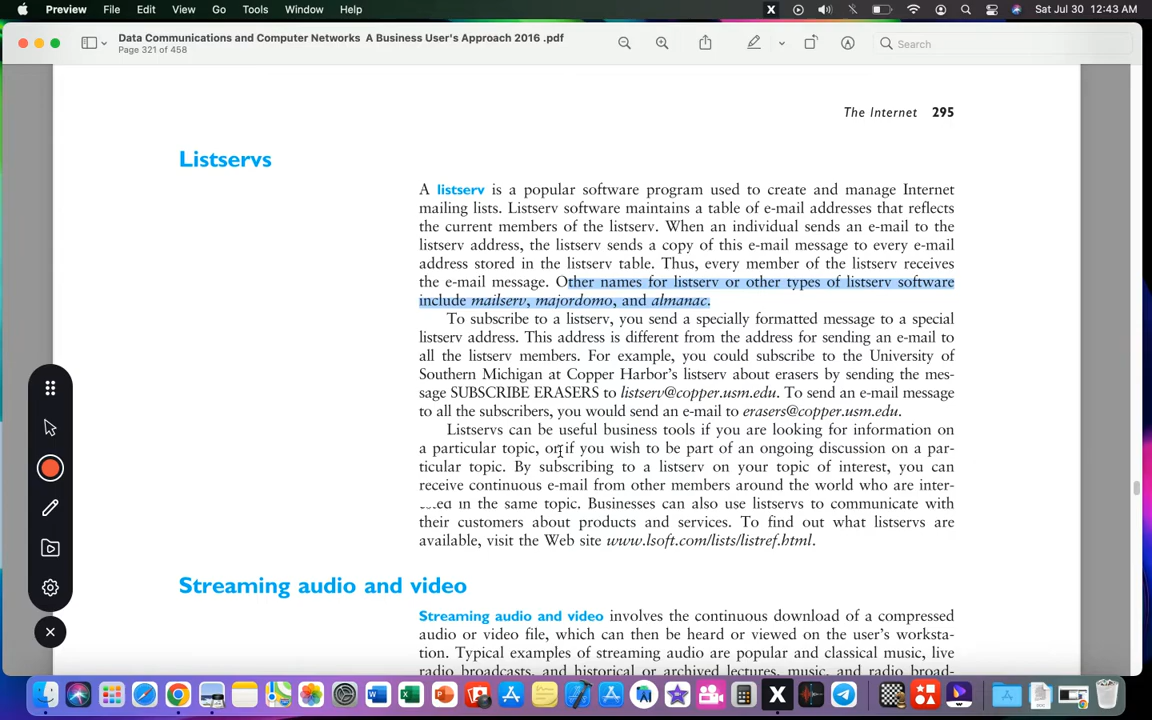 Preview File Edit View Go Tools Window Help
X
Sat Jul 30 12:43 AM
Data Communications and Computer Networks A Business User's Approach 2016 .pdf
Page 321 of 458
Search
The Internet 295
Listservs
A listserv is a popular software program used to create and manage Internet
mailing lists. Listserv software maintains a table of e-mail addresses that reflects
the current members of the listserv. When an individual sends an e-mail to the
listserv address, the listserv sends a copy of this e-mail message to every e-mail
address stored in the listserv table. Thus, every member of the listserv receives
the e-mail message. Other names for listserv or other types of listserv software
include mailserv, majordomo, and almanac.
To subscribe to a listserv, you send a specially formatted message to a special
listserv address. This address is different from the address for sending an e-mail to
all the listserv members. For example, you could subscribe to the University of
Southern Michigan at Copper Harbor's listserv about erasers by sending the mes-
sage SUBSCRIBE ERASERS to listserv@copper.usm.edu. To send an e-mail message
to all the subscribers, you would send an e-mail to erasers@copper.usm.edu.
Listservs can be useful business tools if you are looking for information on
a particular topic, or if you wish to be part of an ongoing discussion on a par-
ticular topic. By subscribing to a listserv on your topic of interest, you can
receive continuous e-mail from other members around the world who are inter-
in the same topic. Businesses can also use listservs to communicate with
their customers about products and services. To find out what listservs are
available, visit the Web site www.lsoft.com/lists/listref.html.
Streaming audio and video
Streaming audio and video involves the continuous download of a compressed
audio or video file, which can then be heard or viewed on the user's worksta-
tion. Typical examples of streaming audio are popular and classical music, live
radio broadcasts, and historical or archived lectures, music, and radio broad-